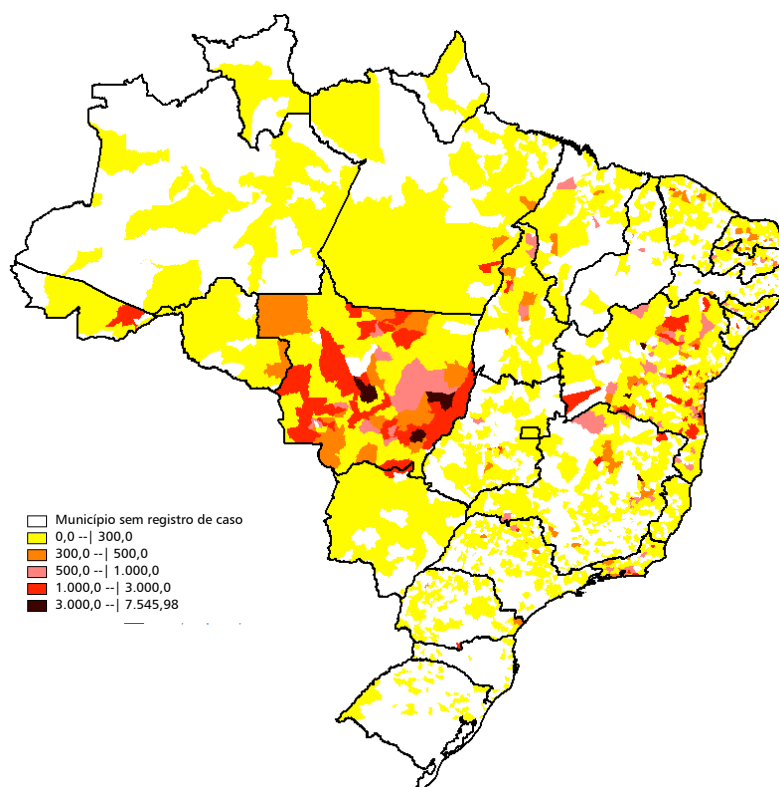 Município sem registro de caso
0,0 --| 300,0
300,0 --| 500,0
500,0 --| 1.000,0
1.000,0 --| 3.000,0
3.000,0 --| 7.545,98